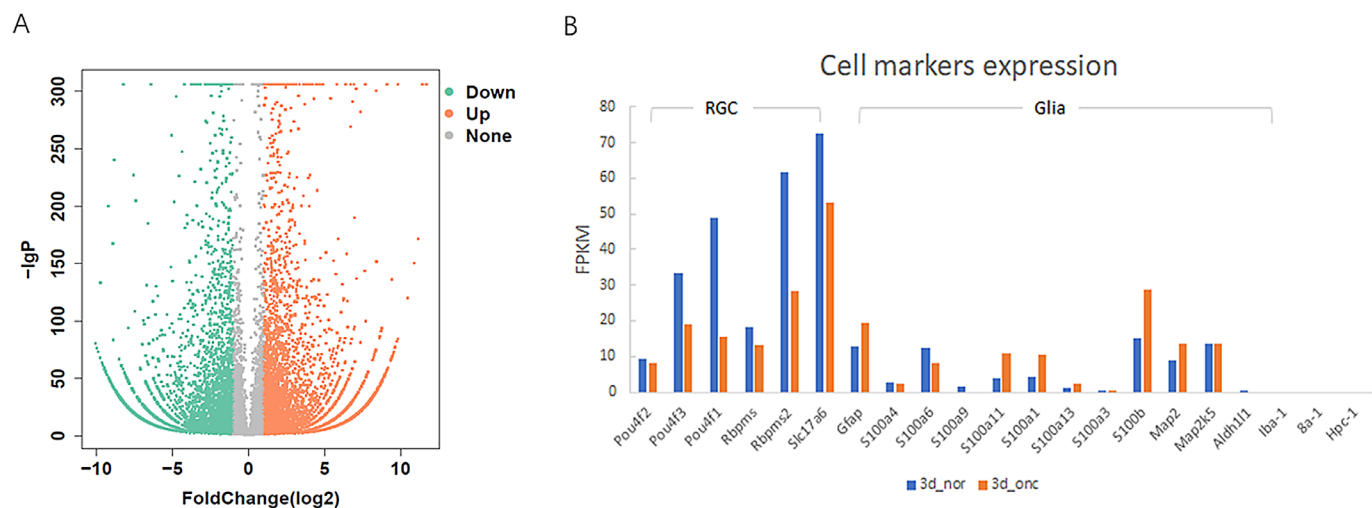 A
−lgP
300
250
200
150
100
50
0
−10
−5
0
5
10
FoldChange(log2)
Down
Up
None
B
Cell markers expression
RGC
Glia
FPKM
80
70
60
50
40
30
20
10
0
Pou4f2
Pou4f3
Pou4f1
Rbpms
Rbpms2
Slc17a6
Gfap
S100a4
S100a6
S100a9
S100a11
S100a1
S100a13
S100a3
S100b
Map2
Map2k5
Aldh1l1
Iba-1
8a-1
Hpc-1
3d_nor
3d_onc